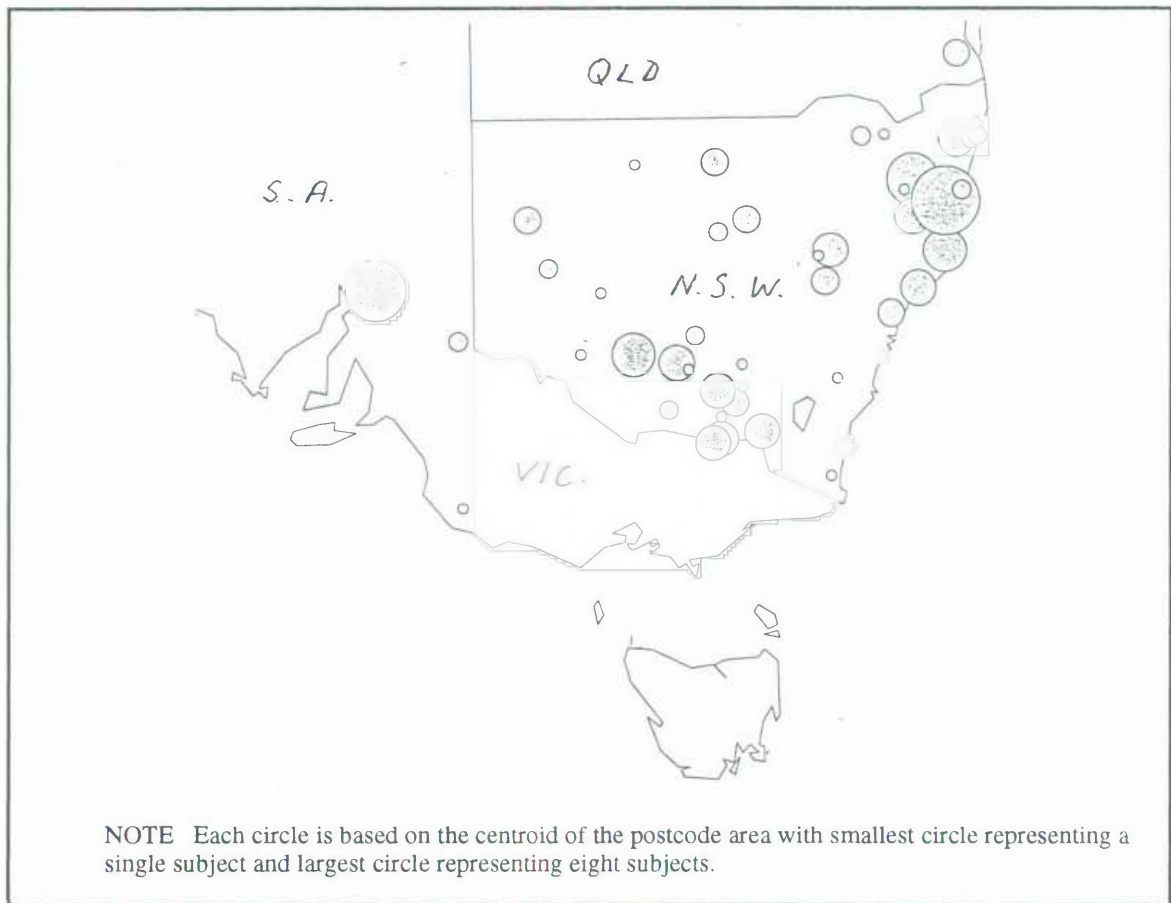 QLD
S.A.
N.S.W.
VIC.
NOTE Each circle is based on the centroid of the postcode area with smallest circle representing a
single subject and largest circle representing eight subjects.